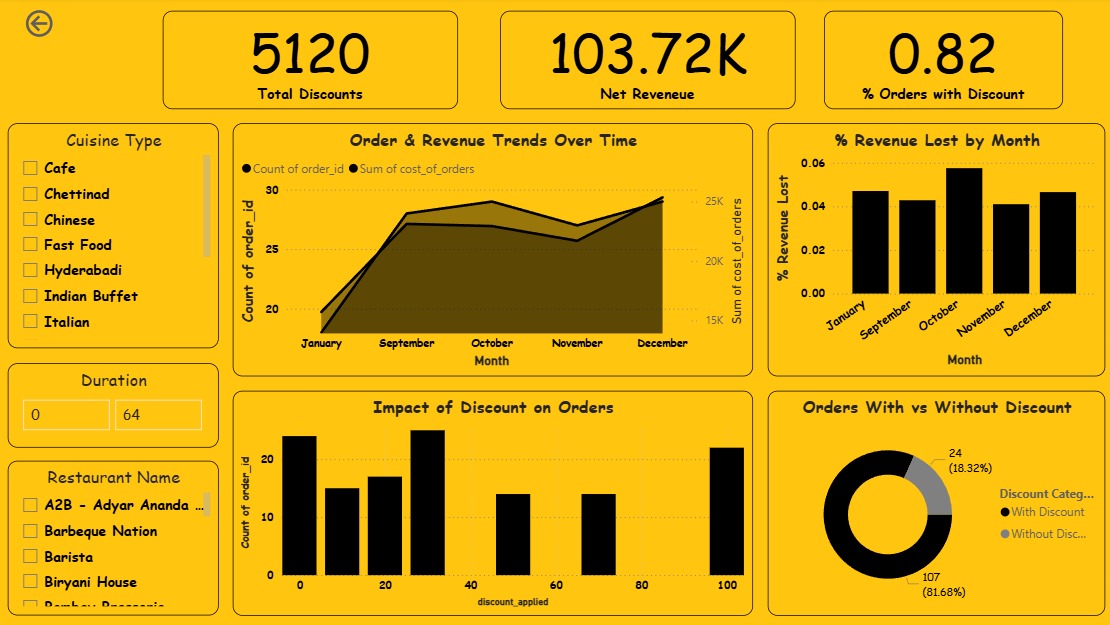 5120
Total Discounts
103.72K
Net Reveneue
0.82
% Orders with Discount
Cuisine Type
Cafe
Chettinad
Chinese
Fast Food
Hyderabadi
Indian Buffet
Italian
Duration
0 64
Restaurant Name
A2B - Adyar Ananda ...
Barbeque Nation
Barista
Biryani House
Order & Revenue Trends Over Time
Count of order_id Sum of cost_of_orders
Count of order_id
30
25
20
25K
20K
15K
Sum of cost_of_orders
January September October November December
Month
% Revenue Lost by Month
% Revenue Lost
0.06
0.04
0.02
0.00
January September October November December
Month
Impact of Discount on Orders
Count of order_id
20
10
0
0 20 40 60 80 100
discount_applied
Orders With vs Without Discount
24
(18.32%)
107
(81.68%)
Discount Categ...
With Discount
Without Disc...